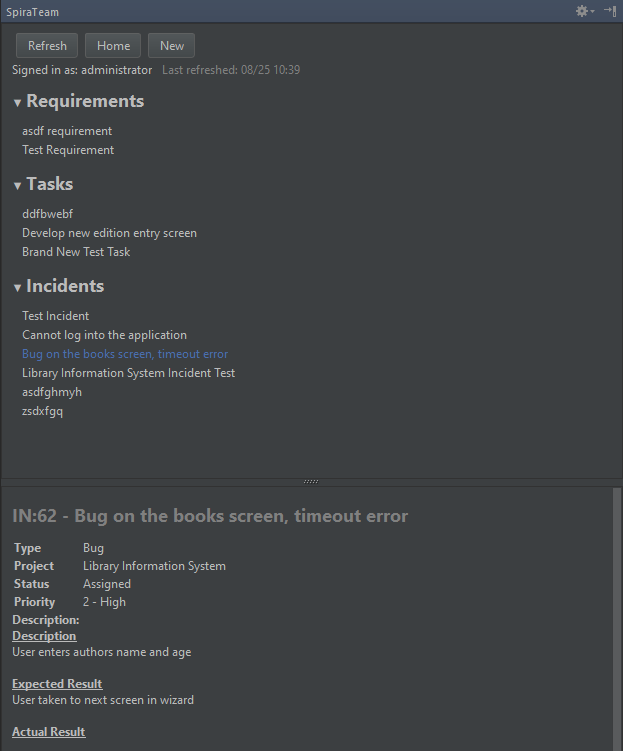 SpiraTeam
Refresh Home New
Signed in as: administrator Last refreshed: 08/25 10:39
Requirements
asdf requirement
Test Requirement
Tasks
ddfbwebf
Develop new edition entry screen
Brand New Test Task
Incidents
Test Incident
Cannot log into the application
Bug on the books screen, timeout error
Library Information System Incident Test
asdfghmyh
zsdxfgq
IN:62 - Bug on the books screen, timeout error
Type Bug
Project Library Information System
Status Assigned
Priority 2 - High
Description:
Description
User enters authors name and age
Expected Result
User taken to next screen in wizard
Actual Result